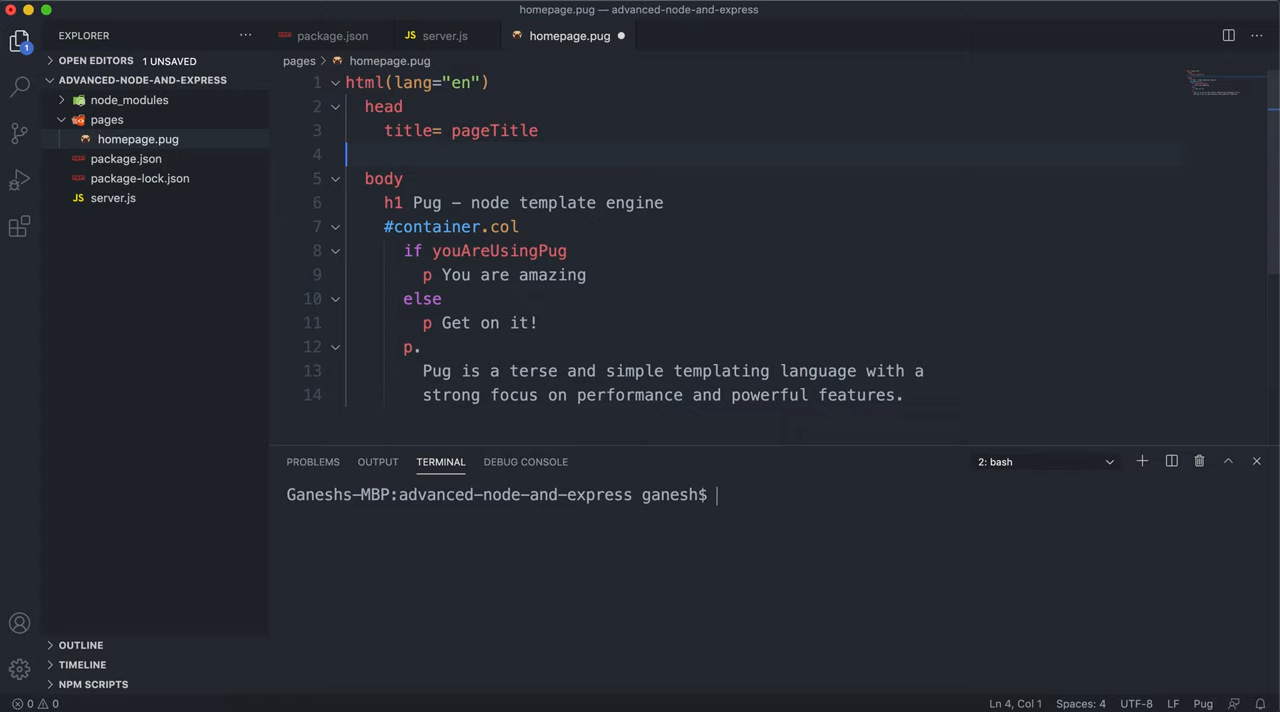 homepage.pug — advanced-node-and-express
EXPLORER
package.json
JS server.js
homepage.pug
OPEN EDITORS 1 UNSAVED
pages > homepage.pug
ADVANCED-NODE-AND-EXPRESS
node_modules
pages
homepage.pug
package.json
package-lock.json
JS server.js
1
1 html(lang="en")
2 head
3 title= pageTitle
4
5 body
6 h1 Pug - node template engine
7 #container.col
8 if youAreUsingPug
9 p You are amazing
10 else
11 p Get on it!
12 p.
13 Pug is a terse and simple templating language with a
14 strong focus on performance and powerful features.
PROBLEMS OUTPUT TERMINAL DEBUG CONSOLE
2: bash
Ganeshs-MBP:advanced-node-and-express ganesh$
OUTLINE
TIMELINE
NPM SCRIPTS
0 0
Ln 4, Col 1 Spaces: 4 UTF-8 LF Pug